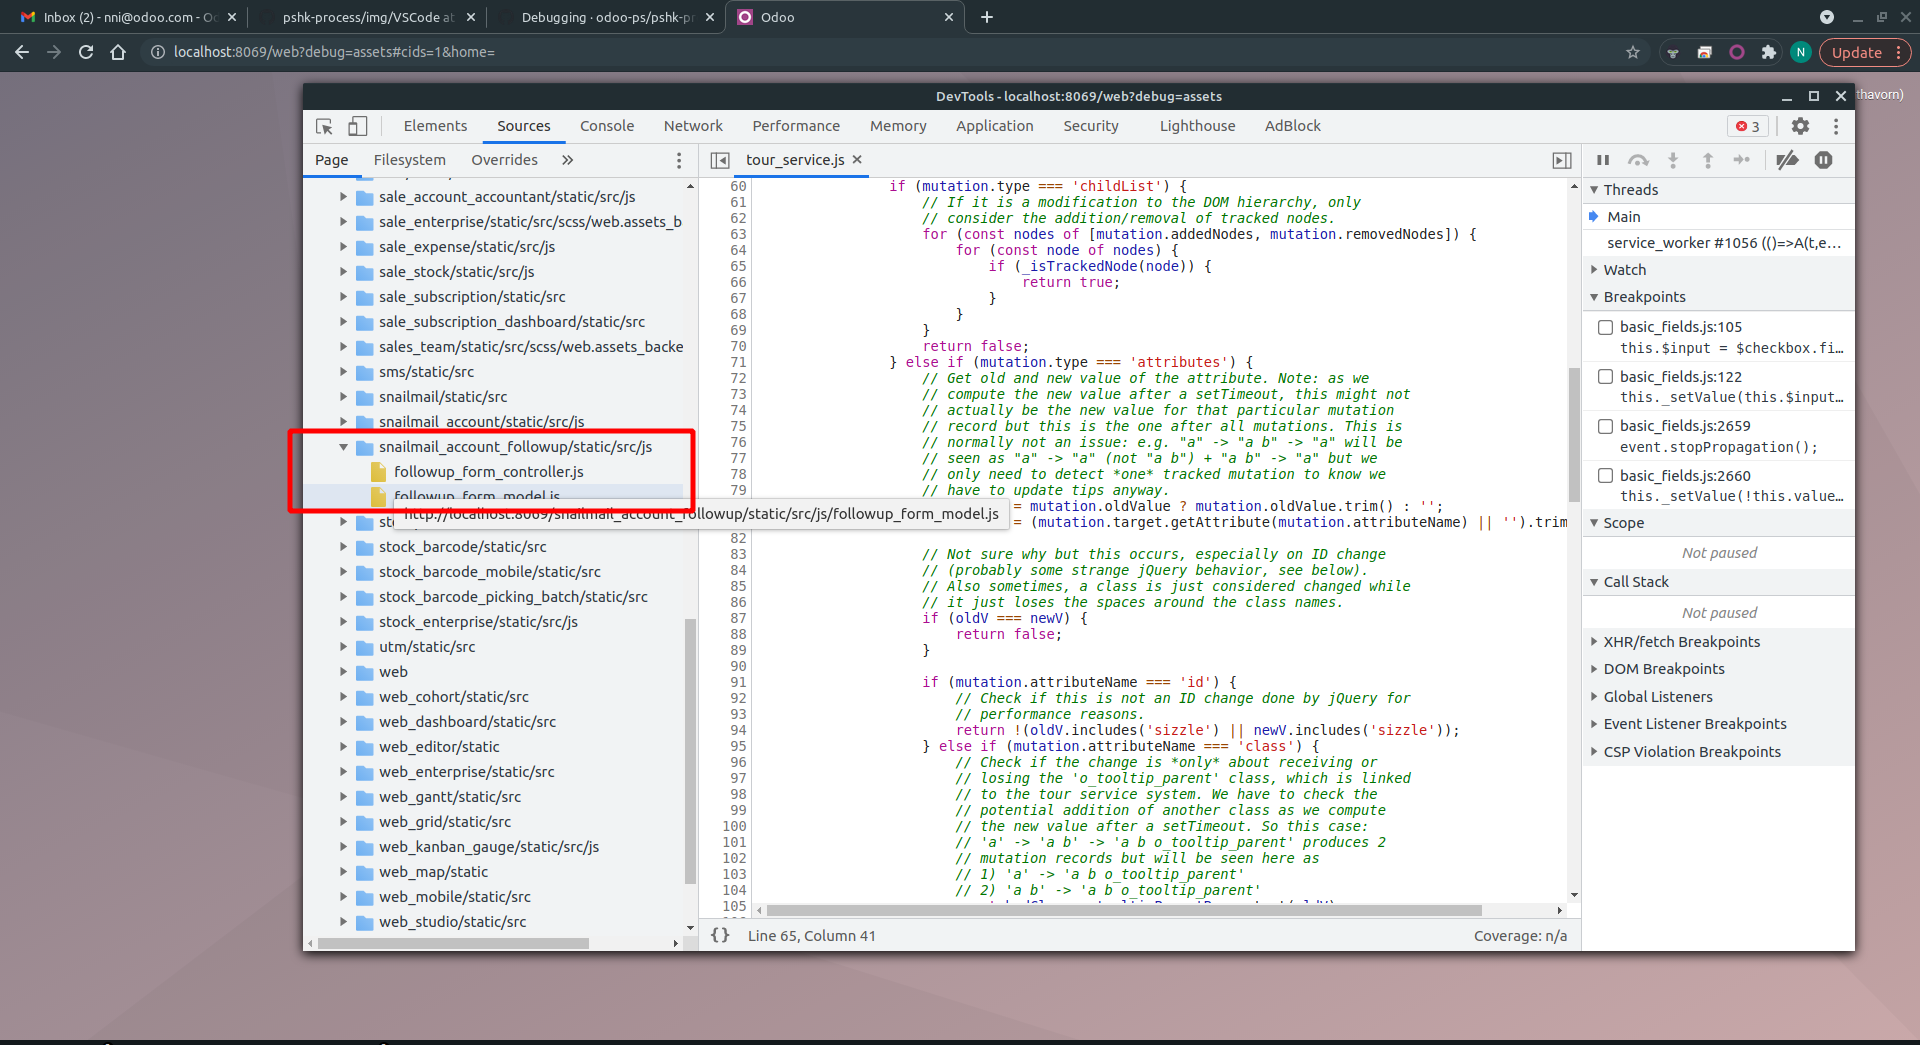 Inbox (2) - nni@odoo.com - O
pshk-process/img/VSCode at
Debugging · odoo-ps/pshk-pr
Odoo
localhost:8069/web?debug=assets#cids=1&home=
N
Update
DevTools - localhost:8069/web?debug=assets
thavorn)
Elements
Sources
Console
Network
Performance
Memory
Application
Security
Lighthouse
AdBlock
3
Page
Filesystem
Overrides
tour_service.js
sale_account_accountant/static/src/js
sale_enterprise/static/src/scss/web.assets_b
sale_expense/static/src/js
sale_stock/static/src/js
sale_subscription/static/src
sale_subscription_dashboard/static/src
sales_team/static/src/scss/web.assets_backe
sms/static/src
snailmail/static/src
snailmail_account/static/src/js
snailmail_account_followup/static/src/js
followup_form_controller.js
followup_form_model.js
http://localhost:8069/snailmail_account_followup/static/src/js/followup_form_model.js
stock_barcode/static/src
stock_barcode_mobile/static/src
stock_barcode_picking_batch/static/src
stock_enterprise/static/src/js
utm/static/src
web
web_cohort/static/src
web_dashboard/static/src
web_editor/static
web_enterprise/static/src
web_gantt/static/src
web_grid/static/src
web_kanban_gauge/static/src/js
web_map/static
web_mobile/static/src
web_studio/static/src
60 if (mutation.type === 'childList') {
61 // If it is a modification to the DOM hierarchy, only
62 // consider the addition/removal of tracked nodes.
63 for (const nodes of [mutation.addedNodes, mutation.removedNodes]) {
64 for (const node of nodes) {
65 if (_isTrackedNode(node)) {
66 return true;
67 }
68 }
69 }
70 return false;
71 } else if (mutation.type === 'attributes') {
72 // Get old and new value of the attribute. Note: as we
73 // compute the new value after a setTimeout, this might not
74 // actually be the new value for that particular mutation
75 // record but this is the one after all mutations. This is
76 // normally not an issue: e.g. "a" -> "a b" -> "a" will be
77 // seen as "a" -> "a" (not "a b") + "a b" -> "a" but we
78 // only need to detect *one* tracked mutation to know we
79 // have to update tips anyway.
= mutation.oldValue ? mutation.oldValue.trim() : '';
= (mutation.target.getAttribute(mutation.attributeName) || '').trim
82
83 // Not sure why but this occurs, especially on ID change
84 // (probably some strange jQuery behavior, see below).
85 // Also sometimes, a class is just considered changed while
86 // it just loses the spaces around the class names.
87 if (oldV === newV) {
88 return false;
89 }
90
91 if (mutation.attributeName === 'id') {
92 // Check if this is not an ID change done by jQuery for
93 // performance reasons.
94 return !(oldV.includes('sizzle') || newV.includes('sizzle'));
95 } else if (mutation.attributeName === 'class') {
96 // Check if the change is *only* about receiving or
97 // losing the 'o_tooltip_parent' class, which is linked
98 // to the tour service system. We have to check the
99 // potential addition of another class as we compute
100 // the new value after a setTimeout. So this case:
101 // 'a' -> 'a b' -> 'a b o_tooltip_parent' produces 2
102 // mutation records but will be seen here as
103 // 1) 'a' -> 'a b o_tooltip_parent'
104 // 2) 'a b' -> 'a b o_tooltip_parent'
105
{} Line 65, Column 41
Coverage: n/a
Threads
Main
service_worker #1056 (()=>A(t,e…
Watch
Breakpoints
basic_fields.js:105
this.$input = $checkbox.fi…
basic_fields.js:122
this._setValue(this.$input…
basic_fields.js:2659
event.stopPropagation();
basic_fields.js:2660
this._setValue(!this.value…
Scope
Not paused
Call Stack
Not paused
XHR/fetch Breakpoints
DOM Breakpoints
Global Listeners
Event Listener Breakpoints
CSP Violation Breakpoints